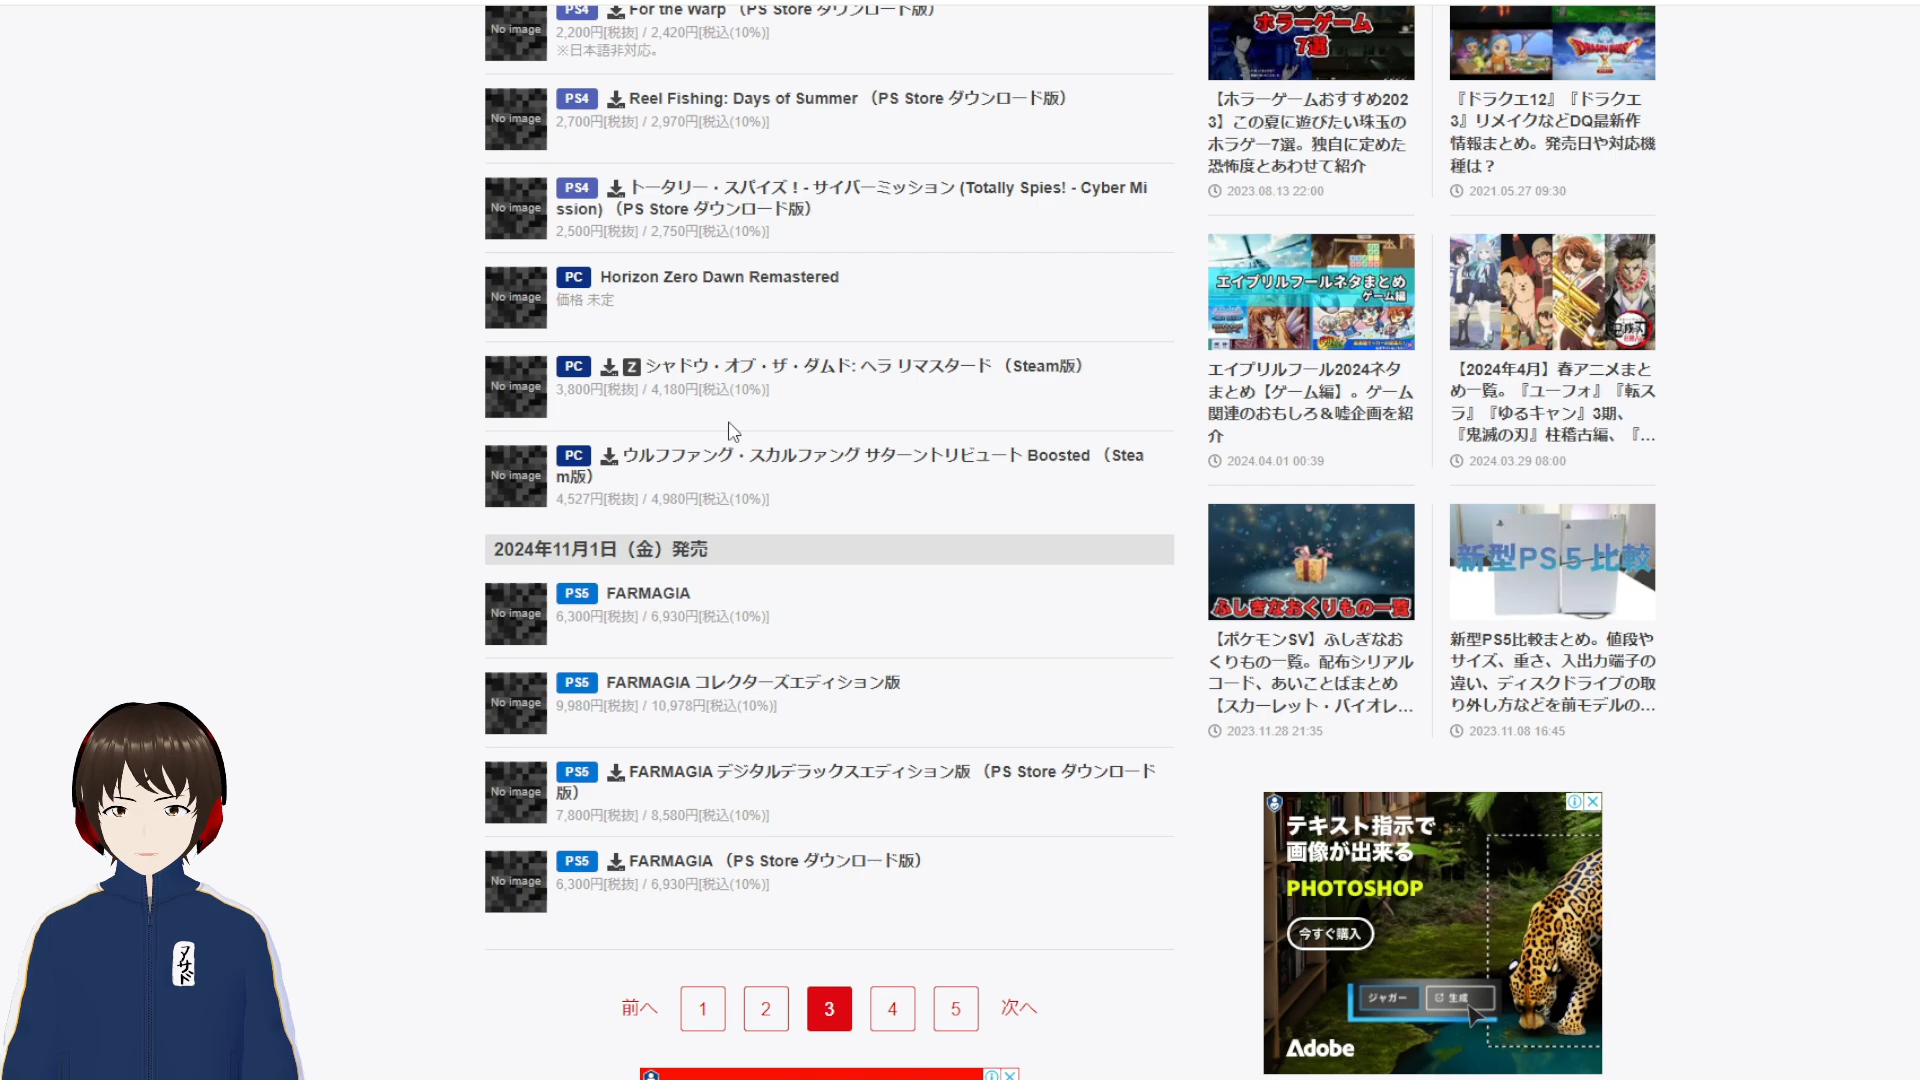 No image
PS4 For the Warp （PS Store ダウンロード版）
2,200円[税抜] / 2,420円[税込(10%)]
※日本語非対応。
No image
PS4 Reel Fishing: Days of Summer （PS Store ダウンロード版）
2,700円[税抜] / 2,970円[税込(10%)]
No image
PS4 トータリー・スパイズ！- サイバーミッション (Totally Spies! - Cyber Mi
ssion) （PS Store ダウンロード版）
2,500円[税抜] / 2,750円[税込(10%)]
No image
PC Horizon Zero Dawn Remastered
価格 未定
No image
PC Z シャドウ・オブ・ザ・ダムド: ヘラ リマスタード （Steam版）
3,800円[税抜] / 4,180円[税込(10%)]
No image
PC ウルフファング・スカルファング サターントリビュート Boosted （Stea
m版）
4,527円[税抜] / 4,980円[税込(10%)]
2024年11月1日（金）発売
No image
PS5 FARMAGIA
6,300円[税抜] / 6,930円[税込(10%)]
No image
PS5 FARMAGIA コレクターズエディション版
9,980円[税抜] / 10,978円[税込(10%)]
No image
PS5 FARMAGIA デジタルデラックスエディション版 （PS Store ダウンロード
版）
7,800円[税抜] / 8,580円[税込(10%)]
No image
PS5 FARMAGIA （PS Store ダウンロード版）
6,300円[税抜] / 6,930円[税込(10%)]
前へ 1 2 3 4 5 次へ
ホラーゲーム
7選
【ホラーゲームおすすめ202
3】この夏に遊びたい珠玉の
ホラゲー7選。独自に定めた
恐怖度とあわせて紹介
2023.08.13 22:00
DRAGON QUEST
X
『ドラクエ12』『ドラクエ
3』リメイクなどDQ最新作
情報まとめ。発売日や対応機
種は？
2021.05.27 09:30
エイプリルフールネタまとめ
ゲーム編
エイプリルフール2024ネタ
まとめ【ゲーム編】。ゲーム
関連のおもしろ＆嘘企画を紹
介
2024.04.01 00:39
【2024年4月】春アニメまと
め一覧。『ユーフォ』『転ス
ラ』『ゆるキャン』3期、
『鬼滅の刃』柱稽古編、『...
2024.03.29 08:00
ふしぎなおくりもの一覧
【ポケモンSV】ふしぎなお
くりもの一覧。配布シリアル
コード、あいことばまとめ
【スカーレット・バイオレ...
2023.11.28 21:35
新型PS５比較
新型PS5比較まとめ。値段や
サイズ、重さ、入出力端子の
違い、ディスクドライブの取
り外し方などを前モデルの...
2023.11.08 16:45
テキスト指示で
画像が出来る
PHOTOSHOP
今すぐ購入
ジャガー 生成
Adobe